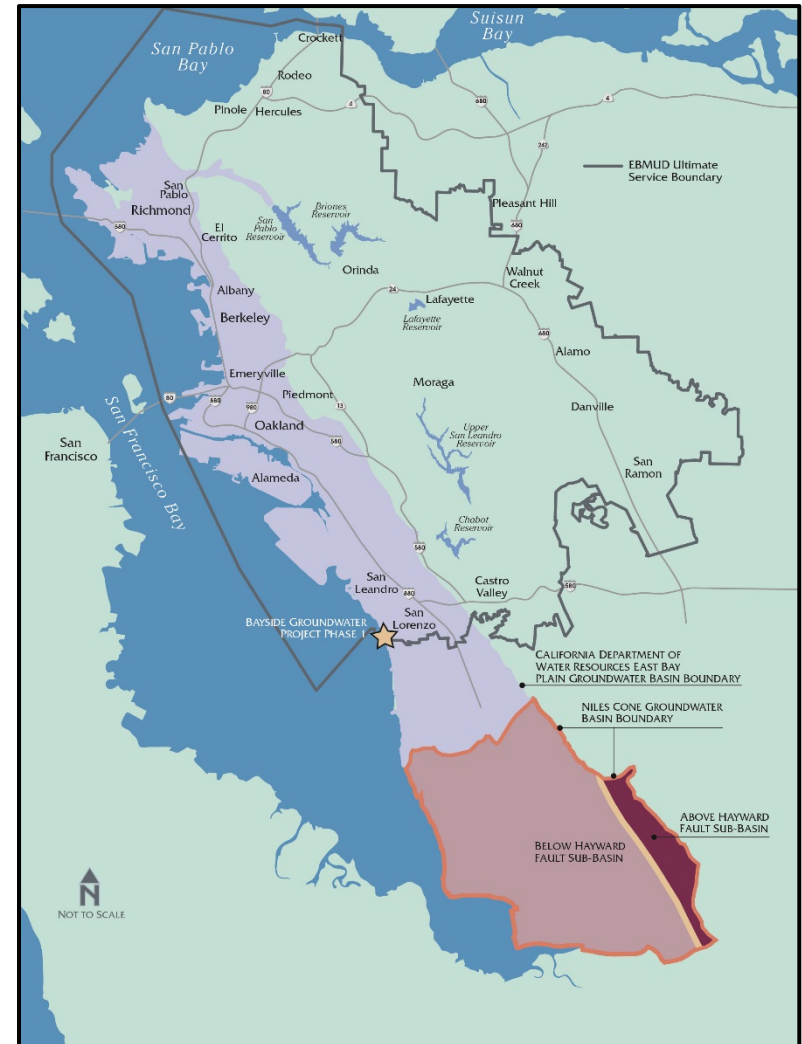 San Pablo
Bay
Suisun
Bay
Crockett
Rodeo
80
4
680
4
Pinole
Hercules
242
EBMUD Ultimate
Service Boundary
San
Pablo
Richmond
Briones
Reservoir
San
Pablo
Reservoir
Pleasant Hill
580
El
Cerrito
680
Orinda
Walnut
Creek
Albany
24
Lafayette
Berkeley
Lafayette
Reservoir
680
Alamo
Emeryville
Moraga
80
Piedmont
13
Danville
580
980
Oakland
San Francisco Bay
Upper
San Leandro
Reservoir
580
San
Francisco
San
Ramon
Alameda
Chabot
Reservoir
580
San
Leandro
Castro
Valley
580
880
San
Lorenzo
Bayside Groundwater
Project Phase 1
California Department of
Water Resources East Bay
Plain Groundwater Basin Boundary
Niles Cone Groundwater
Basin Boundary
Above Hayward
Fault Sub-Basin
Below Hayward
Fault Sub-Basin
N
Not to Scale